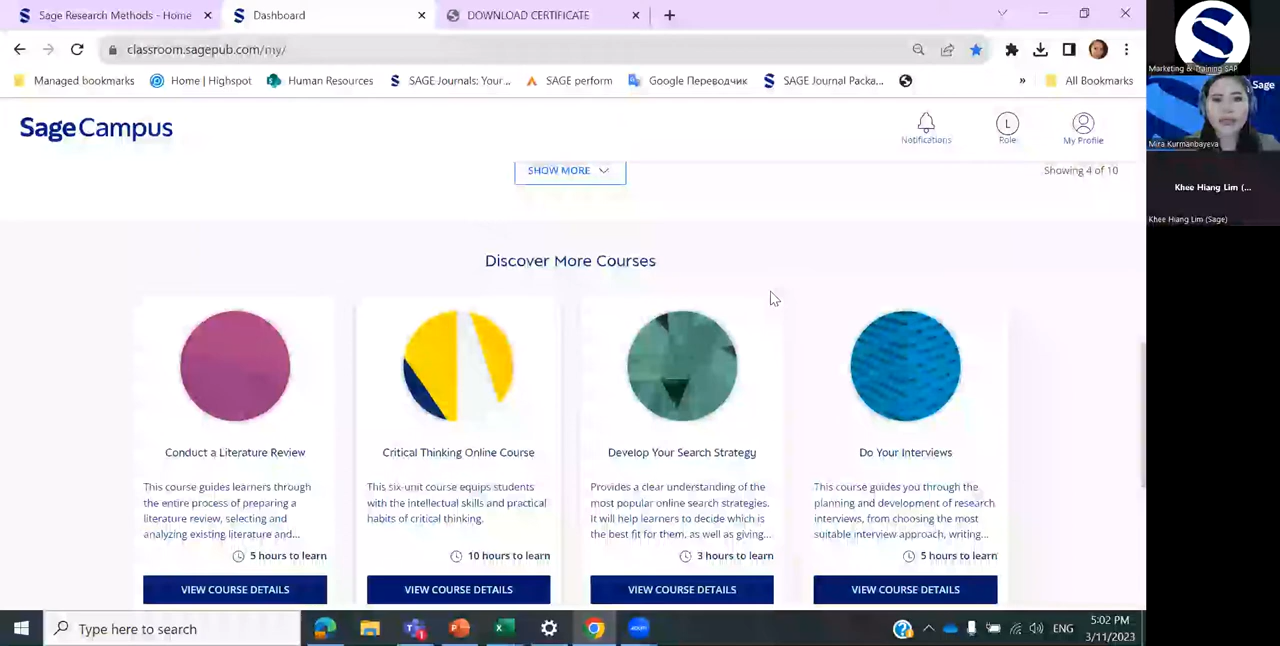 Sage Research Methods - Home
Dashboard
DOWNLOAD CERTIFICATE
classroom.sagepub.com/my/
Managed bookmarks
Home | Highspot
Human Resources
SAGE Journ
SAGE perform
Google Переводчик
SAGE Journal Packa...
»
All Bookmarks
Sage Campus
Notifications
L
Role
My Profile
SHOW MORE
Showing 4 of 10
Discover More Courses
Conduct a Literature Review
This course guides learners through
the entire process of preparing a
literature review, selecting and
analyzing existing literature and...
5 hours to learn
VIEW COURSE DETAILS
Critical Thinking Online Course
This six-unit course equips students
with the intellectual skills and practical
habits of critical thinking.
10 hours to learn
VIEW COURSE DETAILS
Develop Your Search Strategy
Provides a clear understanding of the
most popular online search strategies.
It will help learners to decide which is
the best fit for them, as well as giving...
3 hours to learn
VIEW COURSE DETAILS
Do Your Interviews
This course guides you through the
planning and development of research
interviews, from choosing the most
suitable interview approach, writing...
5 hours to learn
VIEW COURSE DETAILS
Type here to search
ENG
5:02 PM
3/11/2023
Marketing & Training SAP
Sage
Mira Kurmanbayeva
Khee Hiang Lim (...
Khee Hiang Lim (Sage)